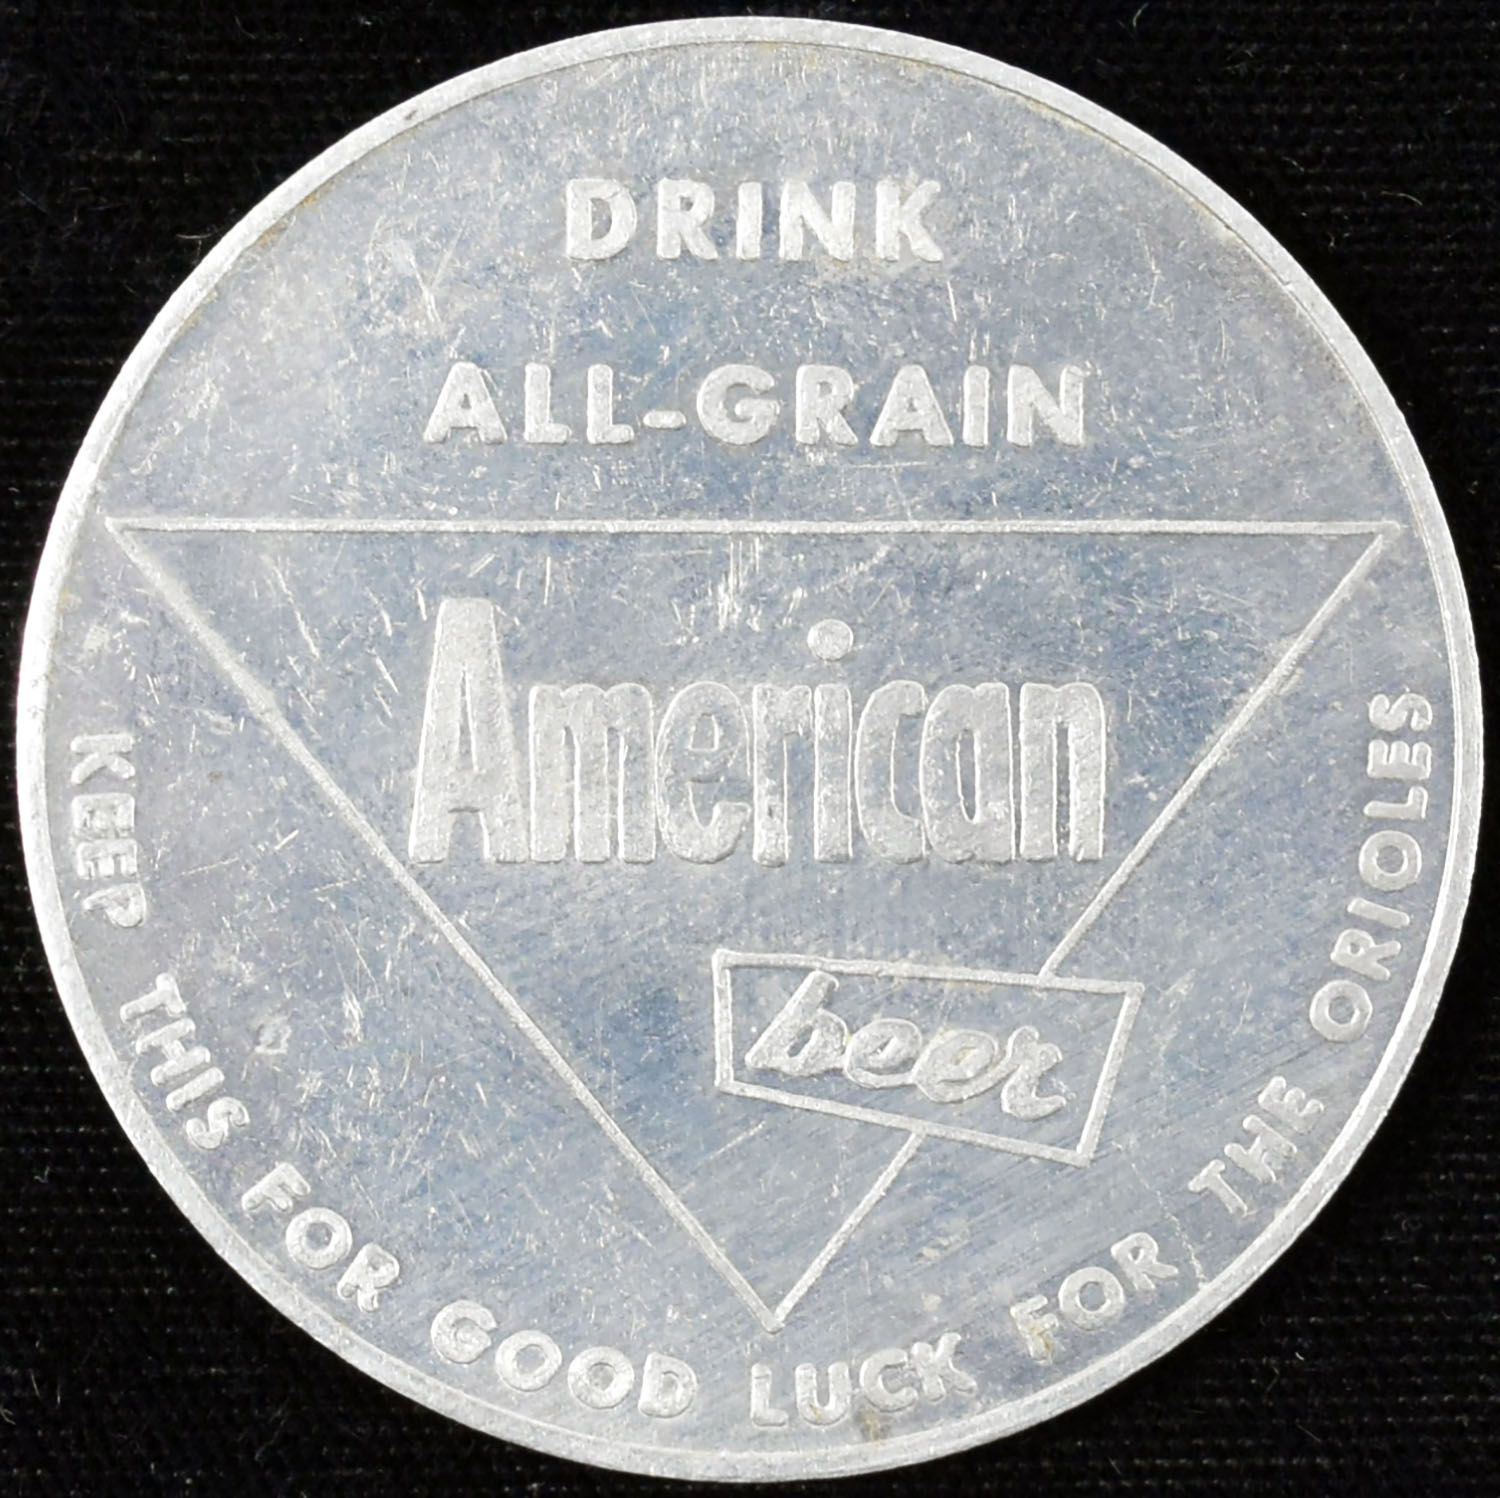 DRINK
ALL-GRAIN
American
beer
KEEP THIS FOR GOOD LUCK FOR THE ORIOLES